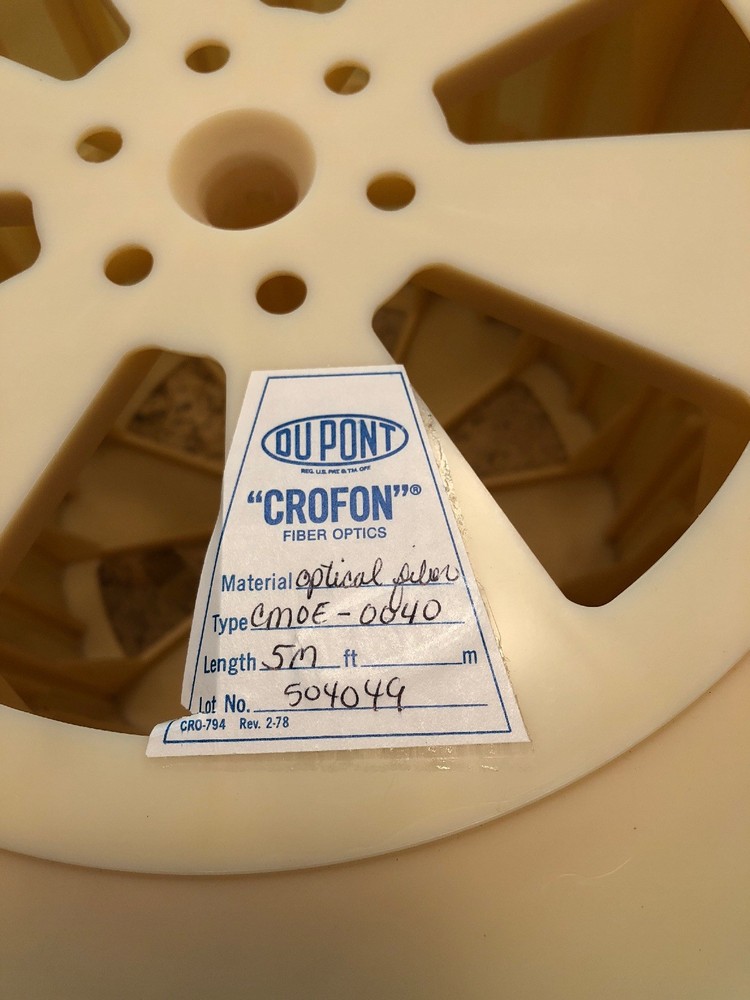 DU PONT
REG. U.S. PAT. & TM. OFF.
"CROFON"®
FIBER OPTICS
Material optical fiber
Type CMOE-0040
Length 5M ft m
Lot No. 504049
CRO-794 Rev. 2-78